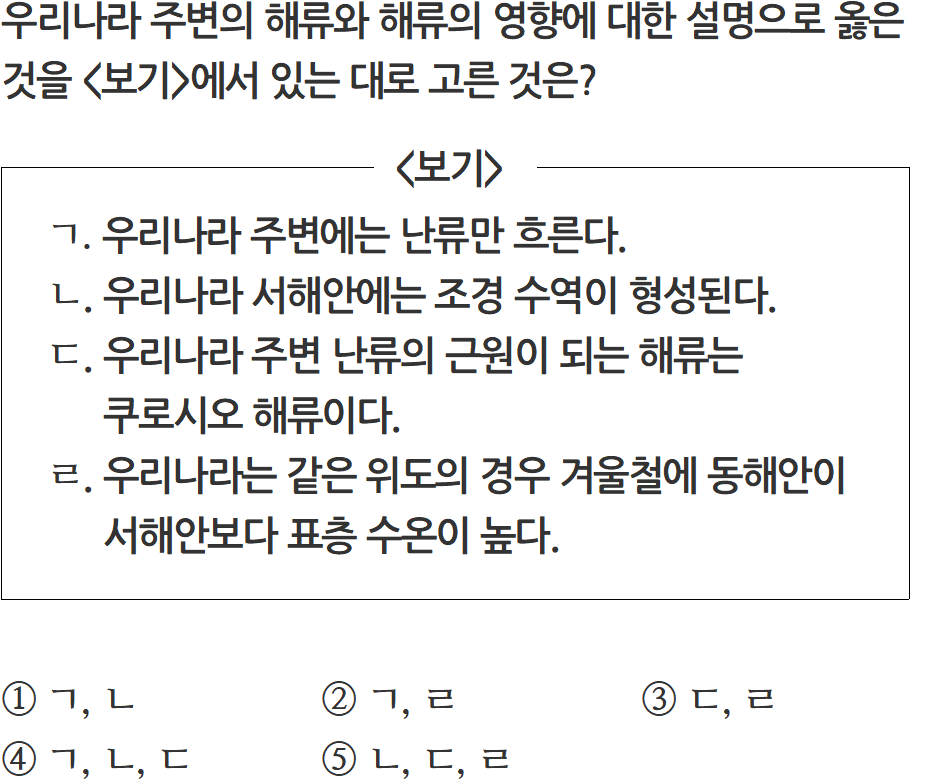 우리나라 주변의 해류와 해류의 영향에 대한 설명으로 옳은
것을 <보기>에서 있는 대로 고른 것은?
<보기>
ㄱ. 우리나라 주변에는 난류만 흐른다.
ㄴ. 우리나라 서해안에는 조경 수역이 형성된다.
ㄷ. 우리나라 주변 난류의 근원이 되는 해류는
쿠로시오 해류이다.
ㄹ. 우리나라는 같은 위도의 경우 겨울철에 동해안이
서해안보다 표층 수온이 높다.
① ㄱ, ㄴ ② ㄱ, ㄹ ③ ㄷ, ㄹ
④ ㄱ, ㄴ, ㄷ ⑤ ㄴ, ㄷ, ㄹ